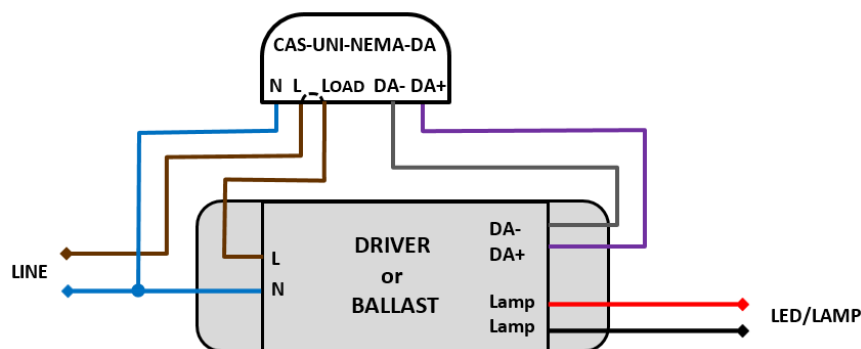 CAS-UNI-NEMA-DA
N L LOAD DA- DA+
DA-
DRIVER
DA+
L
LINE
or
N
BALLAST
Lamp
Lamp
LED/LAMP